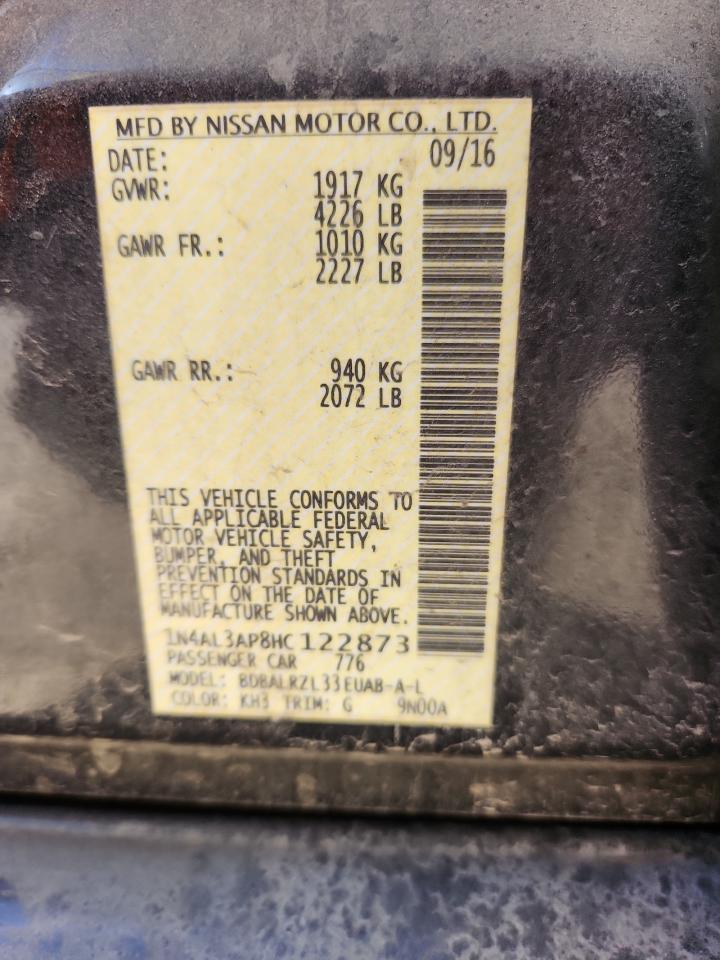 MFD BY NISSAN MOTOR CO., LTD.
DATE: 09/16
GVWR: 1917 KG
4226 LB
GAWR FR.: 1010 KG
2227 LB
GAWR RR.: 940 KG
2072 LB
THIS VEHICLE CONFORMS TO
ALL APPLICABLE FEDERAL
MOTOR VEHICLE SAFETY,
BUMPER, AND THEFT
PREVENTION STANDARDS IN
EFFECT ON THE DATE OF
MANUFACTURE SHOWN ABOVE.
1N4AL3AP8HC122873
PASSENGER CAR 776
MODEL: BDBALRZL33EUAB-A-L
COLOR: KH3 TRIM: G 9N00A